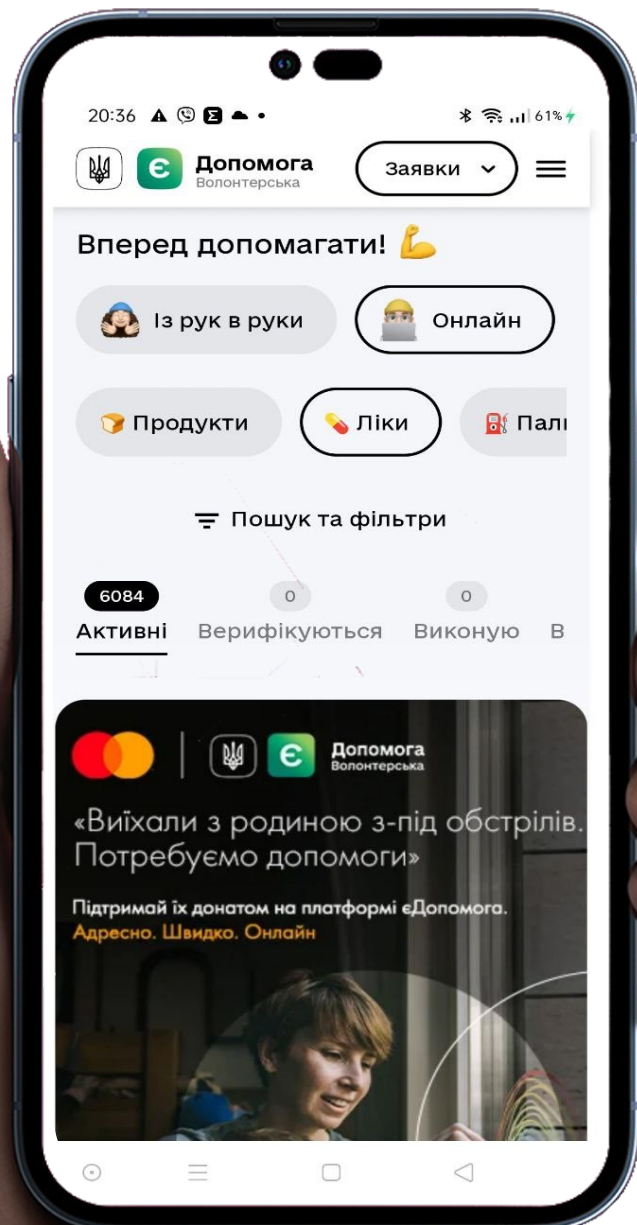 20:36 61%
Є Допомога
Волонтерська
Заявки
Вперед допомагати!
Із рук в руки Онлайн
Продукти Ліки
Пошук та фільтри
6084 0 0
Активні Верифікуються Виконую В
Є Допомога
Волонтерська
«Виїхали з родиною з-під обстрілів.
Потребуємо допомоги»
Підтримай їх донатом на платформі єДопомога.
Адресно. Швидко. Онлайн